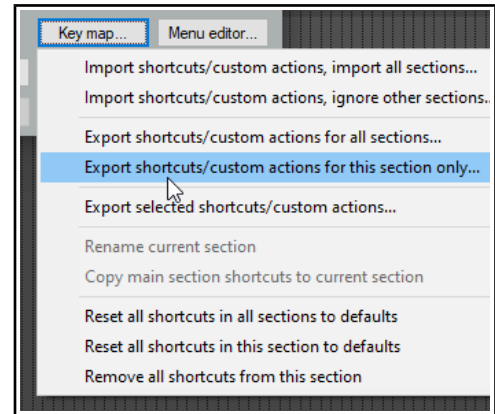 Key map... Menu editor...
Import shortcuts/custom actions, import all sections...
Import shortcuts/custom actions, ignore other sections..
Export shortcuts/custom actions for all sections...
Export shortcuts/custom actions for this section only...
Export selected shortcuts/custom actions...
Rename current section
Copy main section shortcuts to current section
Reset all shortcuts in all sections to defaults
Reset all shortcuts in this section to defaults
Remove all shortcuts from this section